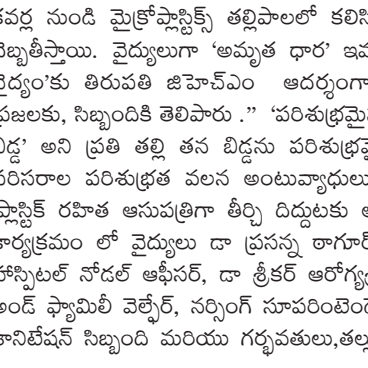 కవర్ల నుండి మైక్రోప్లాస్టిక్స్ తల్లిపాలలో కలిసి
దెబ్బతీస్తాయి. వైద్యులుగా ‘అమృత ధార’ ఇవ
వైద్యం’కు తిరుపతి జిహెచ్ఎం ఆదర్శంగా
ప్రజలకు, సిబ్బందికి తెలిపారు .” ‘పరిశుభ్రమై
బిడ్డ’ అని ప్రతి తల్లి తన బిడ్డను పరిశుభ్ర
పరిసరాల పరిశుభ్రత వలన అంటువ్యాధులు
ప్లాస్టిక్ రహిత ఆసుపత్రిగా తీర్చి దిద్దుటకు
కార్యక్రమం లో వైద్యులు డా ప్రసన్న ఠాగూర్
హాస్పిటల్ నోడల్ ఆఫీసర్, డా శ్రీకర్ ఆరోగ్య
అండ్ ఫ్యామిలీ వెల్ఫేర్, నర్సింగ్ సూపరింటెం
శానిటేషన్ సిబ్బంది మరియు గర్భవతులు,తల్ల